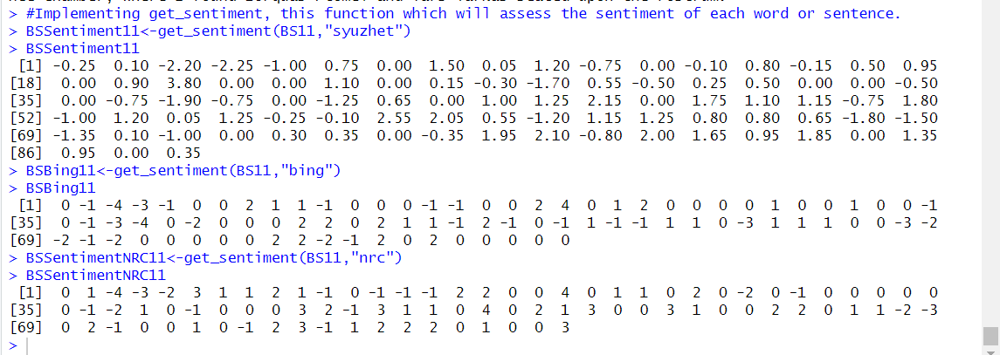 > #Implementing get_sentiment, this function which will assess the sentiment of each word or sentence.
> BSSentiment11<-get_sentiment(BS11,"syuzhet")
> BSSentiment11
[1] -0.25 0.10 -2.20 -2.25 -1.00 0.75 0.00 1.50 0.05 1.20 -0.75 0.00 -0.10 0.80 -0.15 0.50 0.95
[18] 0.00 0.90 3.80 0.00 0.00 1.10 0.00 0.15 -0.30 -1.70 0.55 -0.50 0.25 0.50 0.00 0.00 -0.50
[35] 0.00 -0.75 -1.90 -0.75 0.00 -1.25 0.65 0.00 1.00 1.25 2.15 0.00 1.75 1.10 1.15 -0.75 1.80
[52] -1.00 1.20 0.05 1.25 -0.25 -0.10 2.55 2.05 0.55 -1.20 1.15 1.25 0.80 0.80 0.65 -1.80 -1.50
[69] -1.35 0.10 -1.00 0.00 0.30 0.35 0.00 -0.35 1.95 2.10 -0.80 2.00 1.65 0.95 1.85 0.00 1.35
[86] 0.95 0.00 0.35
> BSBing11<-get_sentiment(BS11,"bing")
> BSBing11
[1] 0 -1 -4 -3 -1 0 0 2 1 1 -1 0 0 0 -1 -1 0 0 2 4 0 1 2 0 0 0 0 1 0 0 1 0 0 -1
[35] 0 -1 -3 -4 0 -2 0 0 0 2 2 0 2 1 1 -1 2 -1 0 -1 1 -1 -1 1 1 0 -3 1 1 1 0 0 -3 -2
[69] -2 -1 -2 0 0 0 0 0 2 2 -2 -1 2 0 2 0 0 0 0 0
> BSSentimentNRC11<-get_sentiment(BS11,"nrc")
> BSSentimentNRC11
[1] 0 1 -4 -3 -2 3 1 1 2 1 -1 0 -1 -1 -1 2 2 0 0 4 0 1 1 0 2 0 -2 0 -1 0 0 0 0 0
[35] 0 -1 -2 1 0 -1 0 0 0 3 2 -1 3 1 1 0 4 0 2 1 3 0 0 3 1 0 0 2 2 0 1 1 -2 -3
[69] 0 2 -1 0 0 1 0 -1 2 3 -1 1 2 2 2 0 1 0 0 3
>